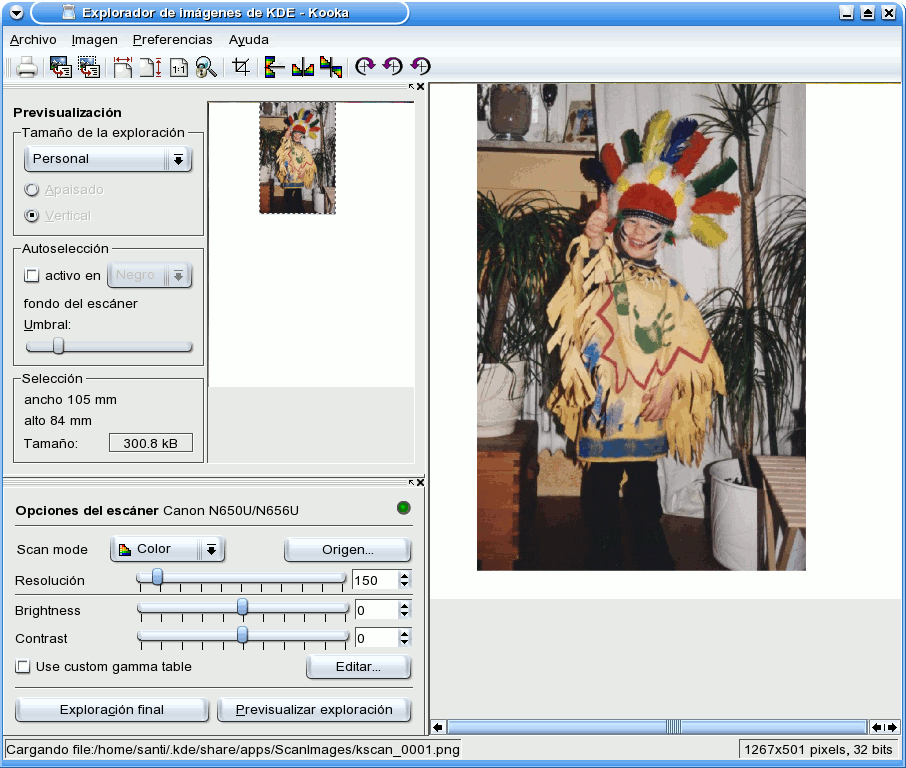 Explorador de imágenes de KDE - Kooka
Archivo Imagen Preferencias Ayuda
1:1
Previsualización
Tamaño de la exploración
Personal
Apaisado
Vertical
Autoselección
activo en Negro
fondo del escáner
Umbral:
Selección
ancho 105 mm
alto 84 mm
Tamaño: 300.8 kB
Opciones del escáner Canon N650U/N656U
Scan mode Color Origen...
Resolución 150
Brightness 0
Contrast 0
Use custom gamma table Editar...
Exploración final Previsualizar exploración
Cargando file:/home/santi/.kde/share/apps/ScanImages/kscan_0001.png 1267x501 pixels, 32 bits